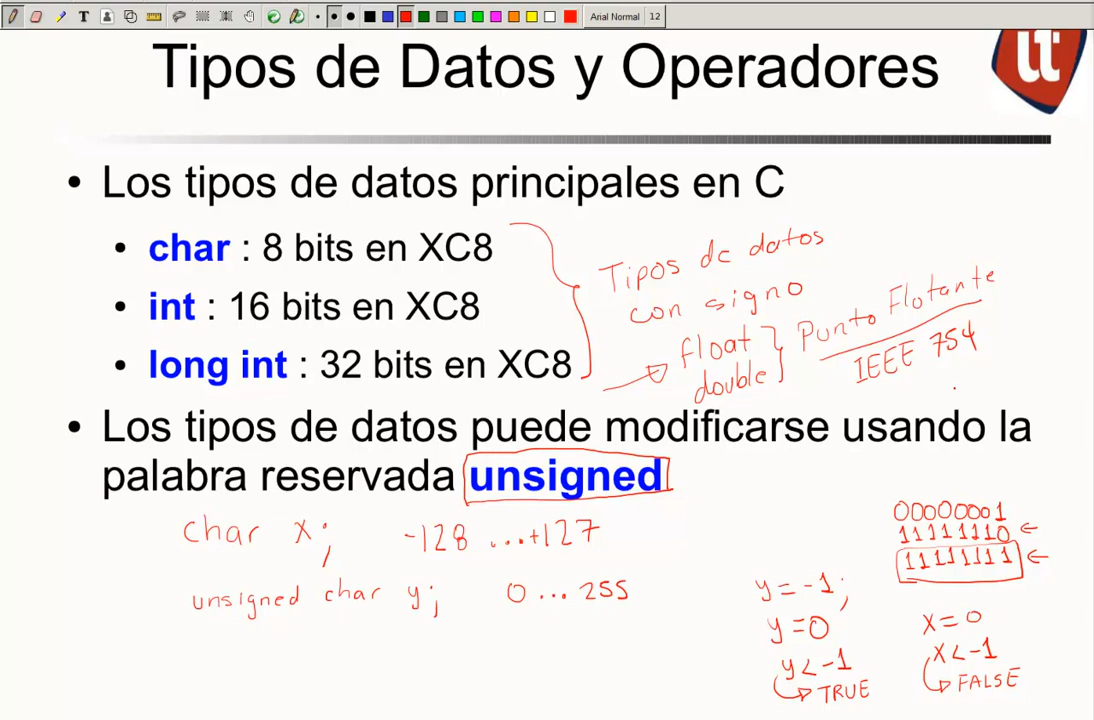 Arial Normal 12
Tipos de Datos y Operadores
• Los tipos de datos principales en C
• char : 8 bits en XC8
• int : 16 bits en XC8
• long int : 32 bits en XC8
Tipos de datos
con signo
float
double
Punto Flotante
IEEE 754
• Los tipos de datos puede modificarse usando la
palabra reservada unsigned
char x; -128 ...+127
unsigned char y; 0 ... 255
00000001
11111110
11111111
y = -1;
y = 0
y < -1
TRUE
x = 0
x < -1
FALSE